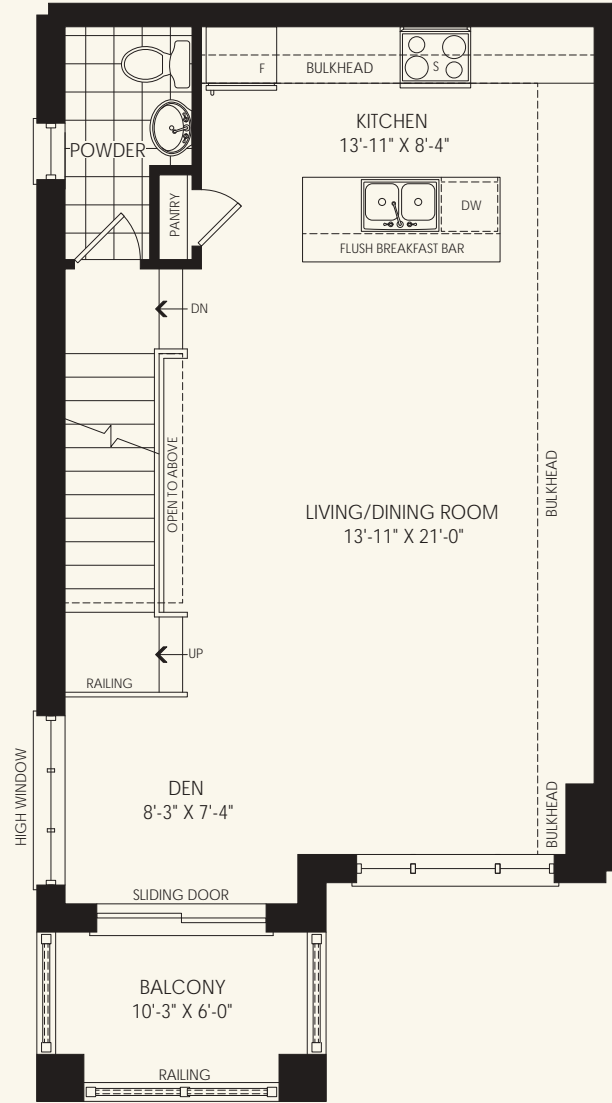 F
BULKHEAD
S
KITCHEN
13'-11" X 8'-4"
POWDER
PANTRY
DW
FLUSH BREAKFAST BAR
DN
OPEN TO ABOVE
BULKHEAD
LIVING/DINING ROOM
13'-11" X 21'-0"
UP
RAILING
HIGH WINDOW
DEN
8'-3" X 7'-4"
BULKHEAD
SLIDING DOOR
BALCONY
10'-3" X 6'-0"
RAILING